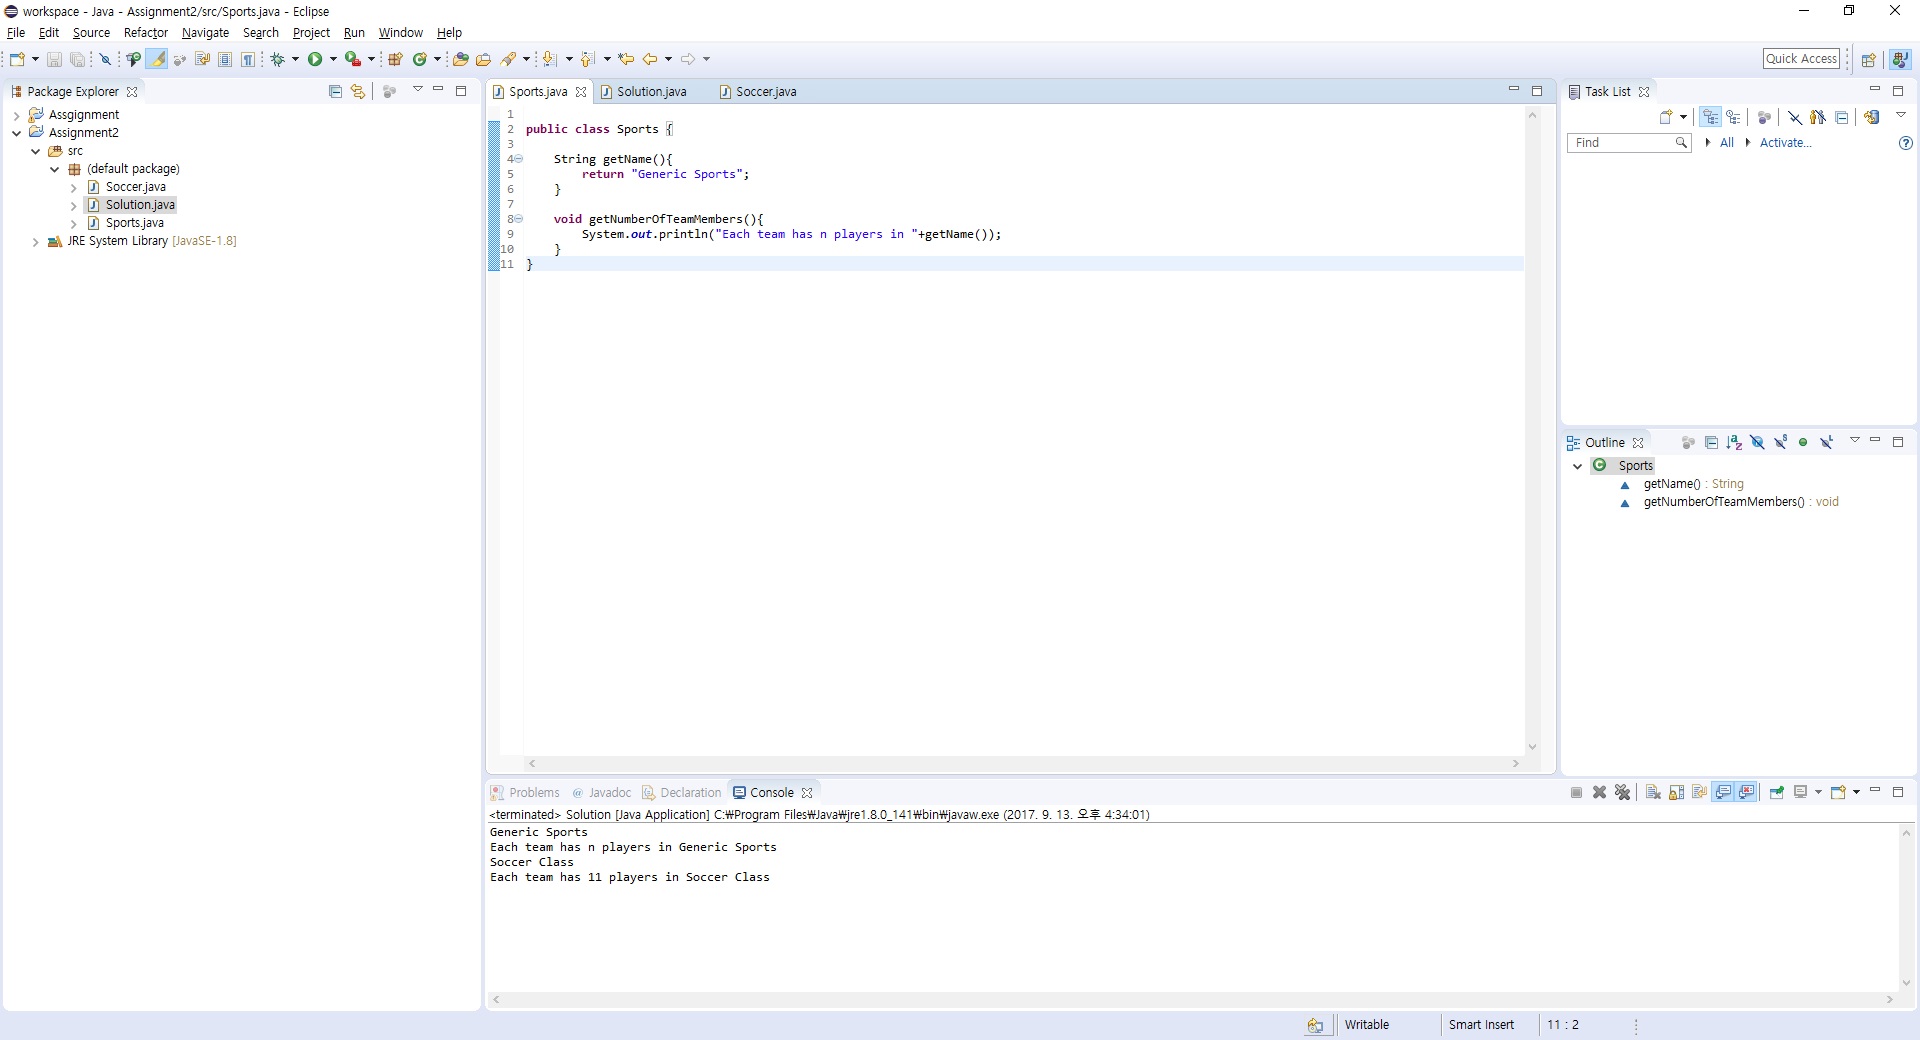 workspace - Java - Assignment2/src/Sports.java - Eclipse
File Edit Source Refactor Navigate Search Project Run Window Help
Quick Access
Package Explorer
Assgignment
Assignment2
src
(default package)
Soccer.java
Solution.java
Sports.java
JRE System Library [JavaSE-1.8]
Sports.java Solution.java Soccer.java
1
2 public class Sports {
3
4 String getName(){
5 return "Generic Sports";
6 }
7
8 void getNumberOfTeamMembers(){
9 System.out.println("Each team has n players in "+getName());
10 }
11 }
Task List
Find All Activate...
Outline
Sports
getName() : String
getNumberOfTeamMembers() : void
Problems @ Javadoc Declaration Console
<terminated> Solution [Java Application] C:₩Program Files₩Java₩jre1.8.0_141₩bin₩javaw.exe (2017. 9. 13. 오후 4:34:01)
Generic Sports
Each team has n players in Generic Sports
Soccer Class
Each team has 11 players in Soccer Class
Writable Smart Insert 11 : 2